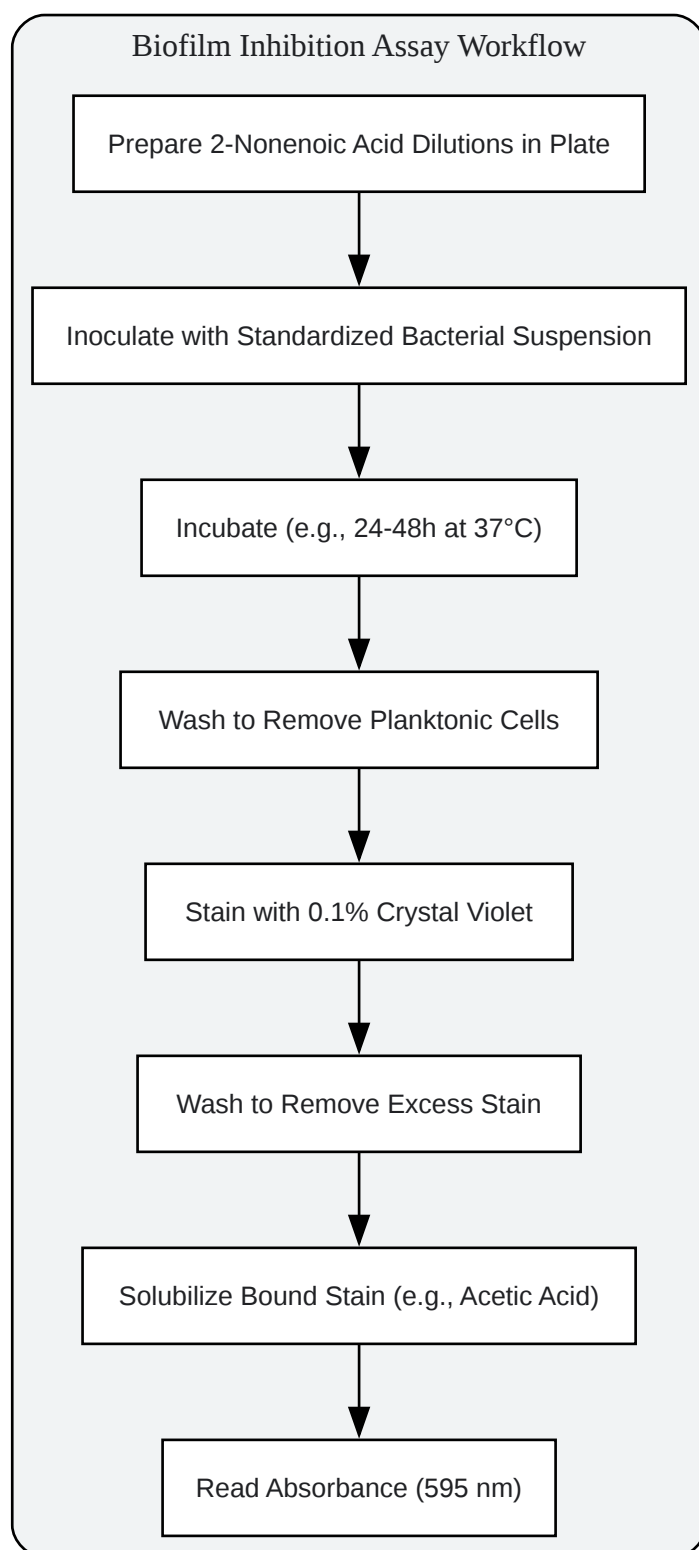 Biofilm Inhibition Assay Workflow
Prepare 2-Nonenoic Acid Dilutions in Plate
Inoculate with Standardized Bacterial Suspension
Incubate (e.g., 24-48h at 37°C)
Wash to Remove Planktonic Cells
Stain with 0.1% Crystal Violet
Wash to Remove Excess Stain
Solubilize Bound Stain (e.g., Acetic Acid)
Read Absorbance (595 nm)